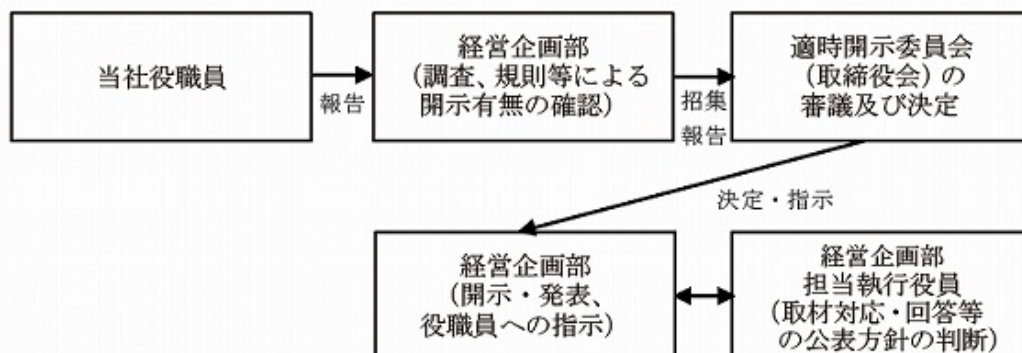 当社役職員
報告
経営企画部
（調査、規則等による
開示有無の確認）
招集
報告
適時開示委員会
（取締役会）の
審議及び決定
決定・指示
経営企画部
（開示・発表、
役職員への指示）
経営企画部
担当執行役員
（取材対応・回答等
の公表方針の判断）